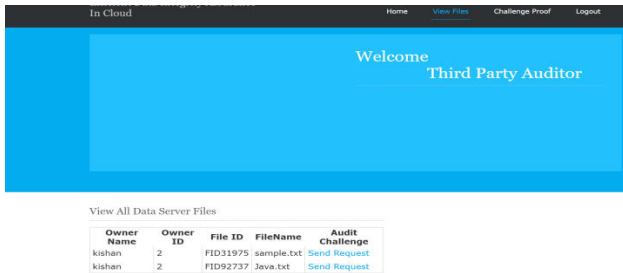 In Cloud
Home View Files Challenge Proof Logout
Welcome
Third Party Auditor
View All Data Server Files
Owner Name Owner ID File ID FileName Audit Challenge
kishan 2 FID31975 sample.txt Send Request
kishan 2 FID92737 Java.txt Send Request